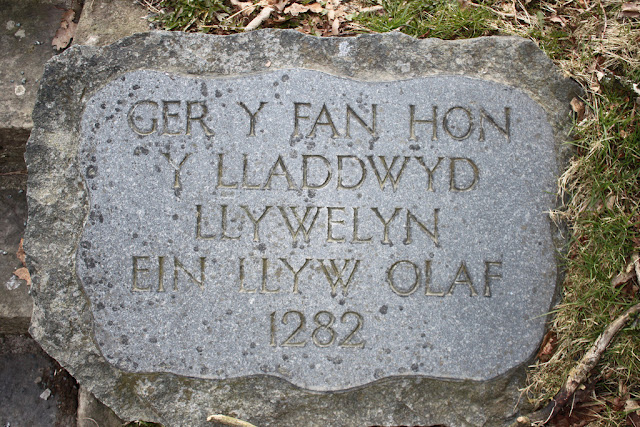 GER Y FAN HON
Y LLADDWYD
LLYWELYN
EIN LLYW OLAF
1282